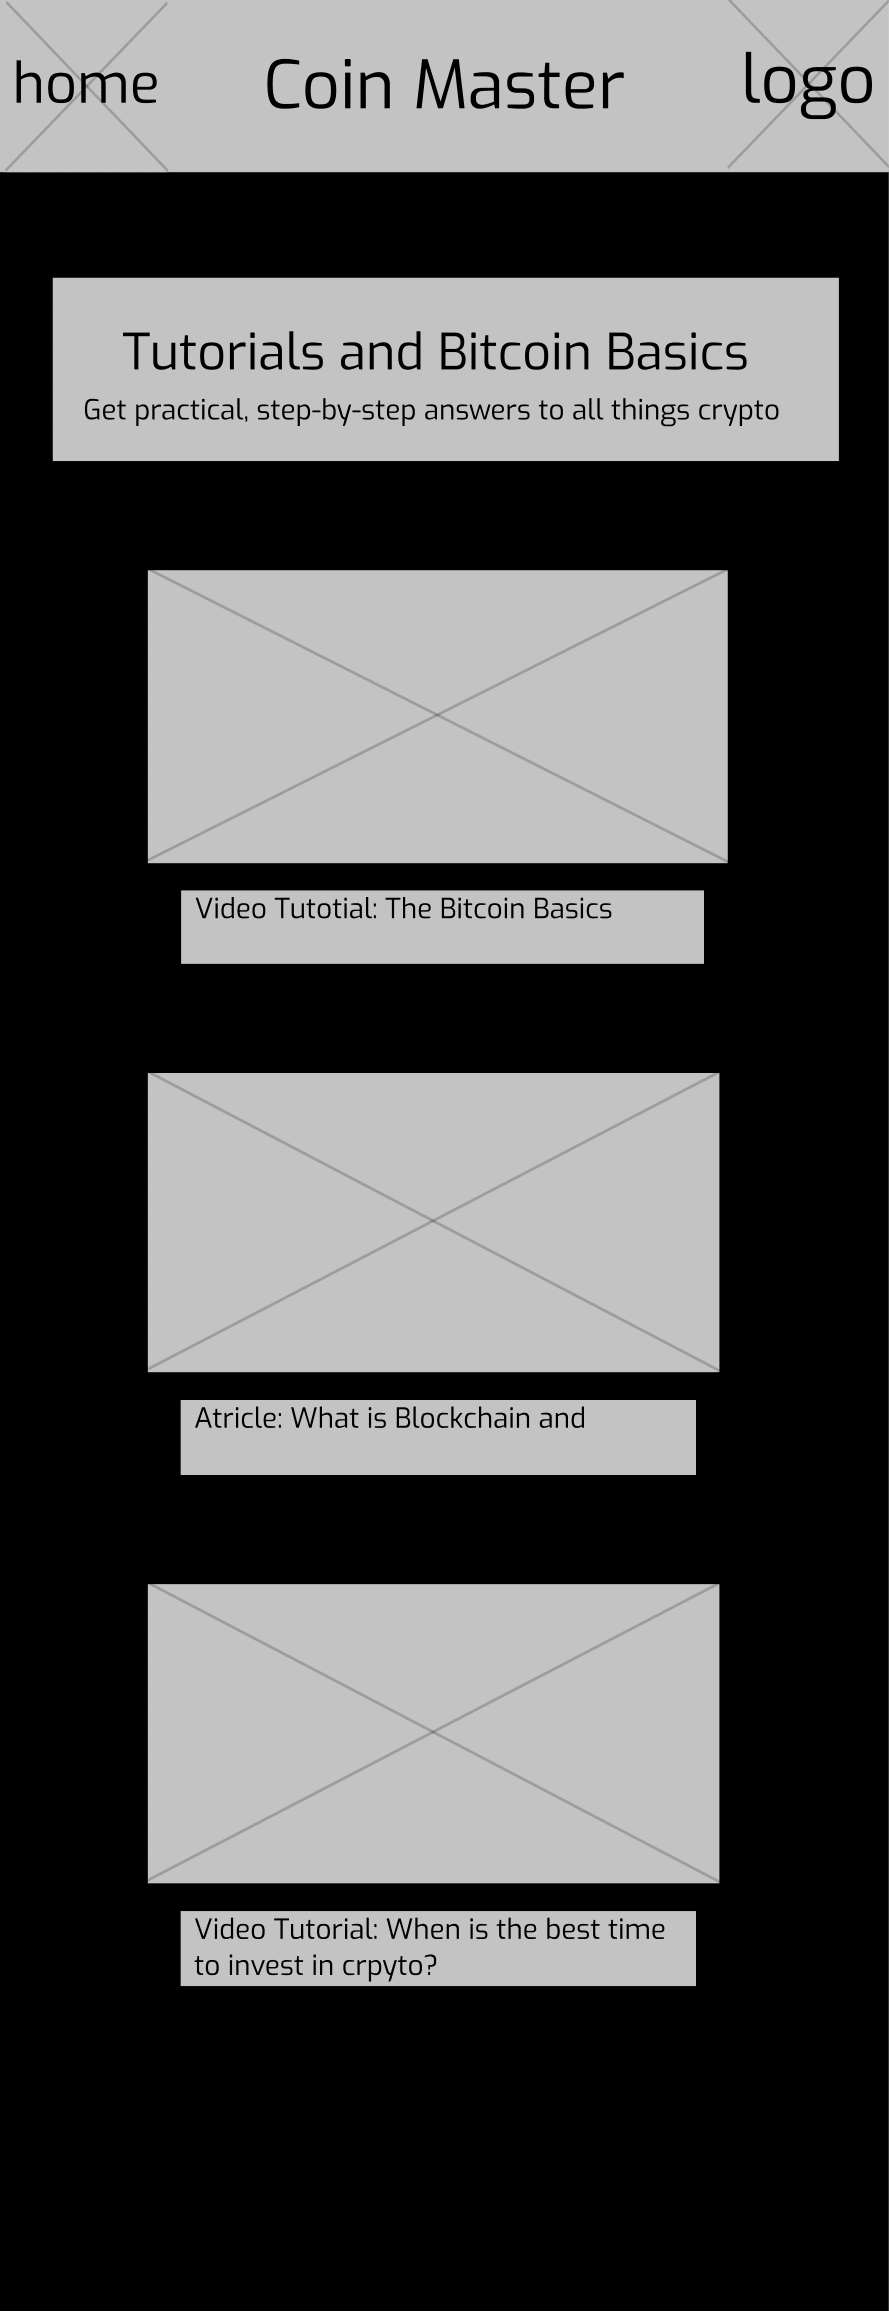 home Coin Master logo
Tutorials and Bitcoin Basics
Get practical, step-by-step answers to all things crypto
Video Tutotial: The Bitcoin Basics
Atricle: What is Blockchain and
Video Tutorial: When is the best time
to invest in crpyto?